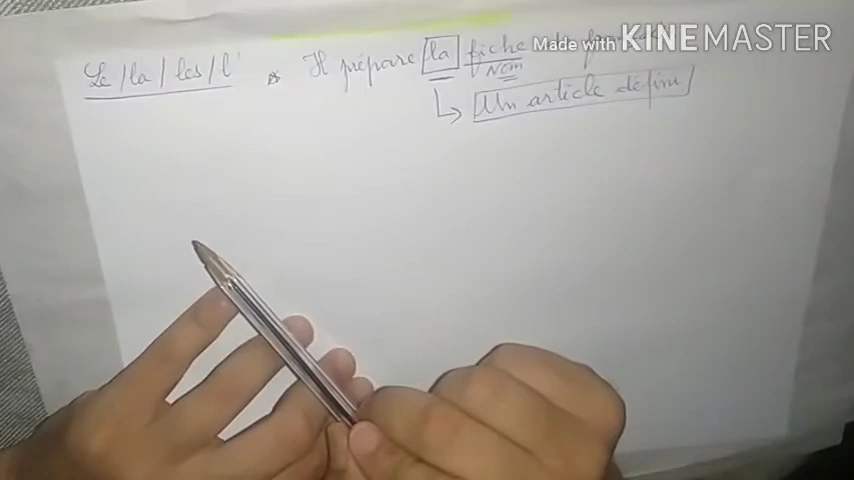 Le / la / les / l' Il prépare la fiche
Made with KINEMASTER
Nom
Un article défini